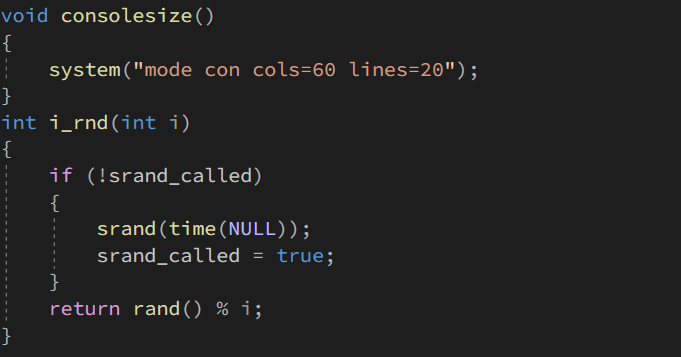 void consolesize()
{
    system("mode con cols=60 lines=20");
}
int i_rnd(int i)
{
    if (!srand_called)
    {
        srand(time(NULL));
        srand_called = true;
    }
    return rand() % i;
}